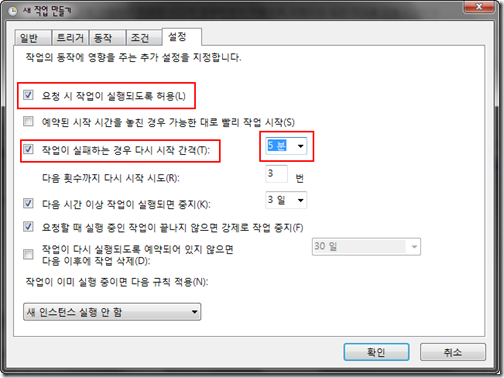 새 작업 만들기
일반 트리거 동작 조건 설정
작업의 동작에 영향을 주는 추가 설정을 지정합니다.
요청 시 작업이 실행되도록 허용(L)
예약된 시작 시간을 놓친 경우 가능한 대로 빨리 작업 시작(S)
작업이 실패하는 경우 다시 시작 간격(T): 5 분
다음 횟수까지 다시 시작 시도(R): 3 번
다음 시간 이상 작업이 실행되면 중지(K): 3 일
요청할 때 실행 중인 작업이 끝나지 않으면 강제로 작업 중지(F)
작업이 다시 실행되도록 예약되어 있지 않으면 30 일
다음 이후에 작업 삭제(D):
작업이 이미 실행 중이면 다음 규칙 적용(N):
새 인스턴스 실행 안 함
확인 취소